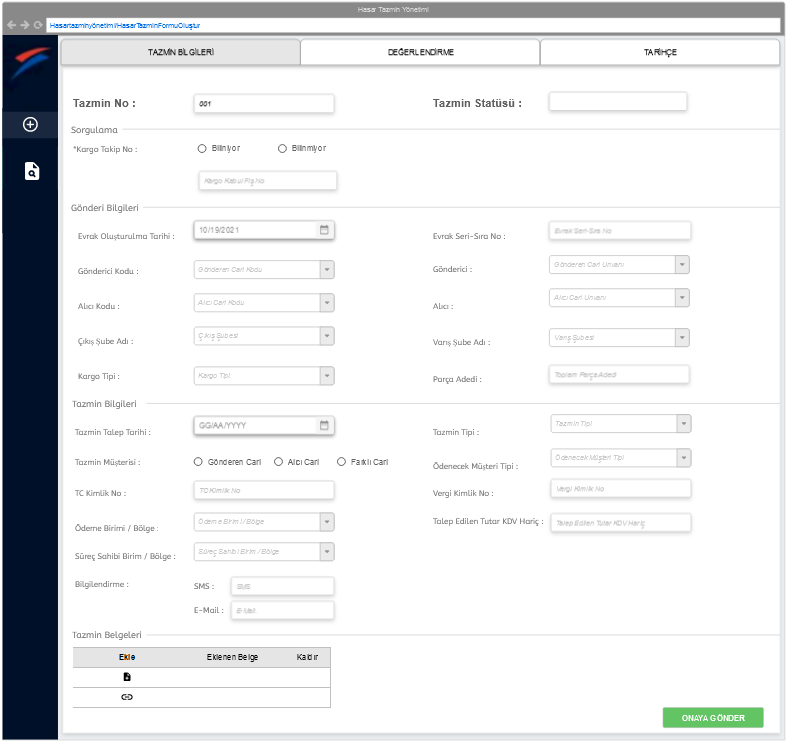 Hasar Tazmin Yönetimi
Hasartazminyönetimi/HasarTazminFormuOluştur
TAZMİN BİLGİLERİ
DEĞERLENDİRME
TARİHÇE
Tazmin No :
001
Tazmin Statüsü :
Sorgulama
*Kargo Takip No :
Biliniyor
Bilinmiyor
Kargo Kabul Fiş No
Gönderi Bilgileri
Evrak Oluşturulma Tarihi :
10/19/2021
Evrak Seri-Sıra No :
Evrak Seri-Sıra No
Gönderici Kodu :
Gönderen Cari Kodu
Gönderici :
Gönderen Cari Unvanı
Alıcı Kodu :
Alıcı Cari Kodu
Alıcı :
Alıcı Cari Unvanı
Çıkış Şube Adı :
Çıkış Şubesi
Varış Şube Adı :
Varış Şubesi
Kargo Tipi :
Kargo Tipi
Parça Adedi :
Toplam Parça Adedi
Tazmin Bilgileri
Tazmin Talep Tarihi :
GG/AA/YYYY
Tazmin Tipi :
Tazmin Tipi
Tazmin Müşterisi :
Gönderen Cari
Alıcı Cari
Farklı Cari
Ödenecek Müşteri Tipi :
Ödenecek Müşteri Tipi
TC Kimlik No :
TC Kimlik No
Vergi Kimlik No :
Vergi Kimlik No
Ödeme Birimi / Bölge :
Ödeme Birimi / Bölge
Talep Edilen Tutar KDV Hariç :
Talep Edilen Tutar KDV Hariç
Süreç Sahibi Birim / Bölge :
Süreç Sahibi Birim / Bölge
Bilgilendirme :
SMS :
SMS
E-Mail :
E-Mail
Tazmin Belgeleri
Ekle
Eklenen Belge
Kaldır
ONAYA GÖNDER